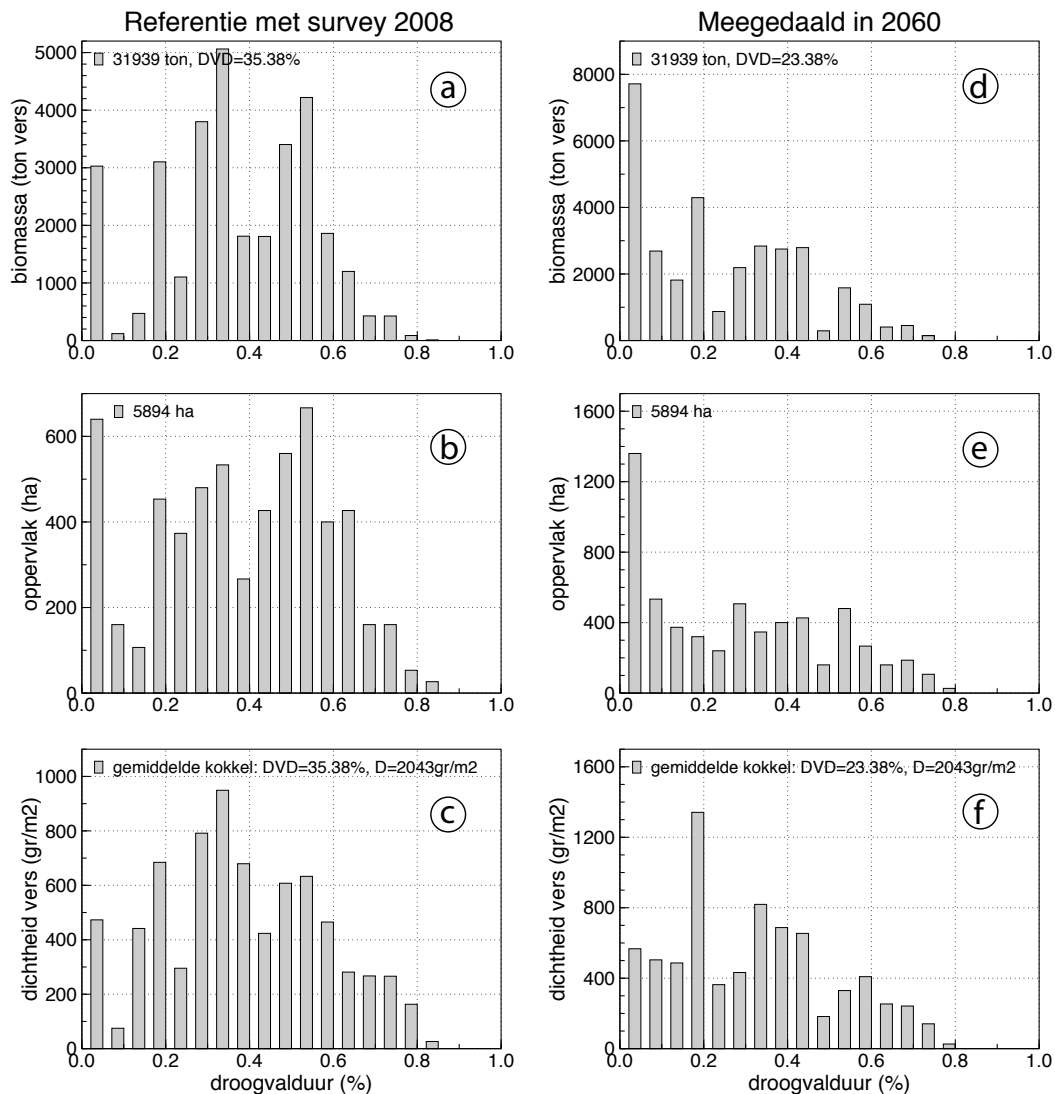 Referentie met survey 2008
Meegedaald in 2060
31939 ton, DVD=35.38%
a
biomassa (ton vers)
5000
4000
3000
2000
1000
0
0.0 0.2 0.4 0.6 0.8 1.0
31939 ton, DVD=23.38%
d
biomassa (ton vers)
8000
6000
4000
2000
0
0.0 0.2 0.4 0.6 0.8 1.0
5894 ha
b
oppervlak (ha)
600
400
200
0
0.0 0.2 0.4 0.6 0.8 1.0
5894 ha
e
oppervlak (ha)
1600
1200
800
400
0
0.0 0.2 0.4 0.6 0.8 1.0
gemiddelde kokkel: DVD=35.38%, D=2043gr/m2
c
dichtheid vers (gr/m2)
1000
800
600
400
200
0
0.0 0.2 0.4 0.6 0.8 1.0
droogvalduur (%)
gemiddelde kokkel: DVD=23.38%, D=2043gr/m2
f
dichtheid vers (gr/m2)
1600
1200
800
400
0
0.0 0.2 0.4 0.6 0.8 1.0
droogvalduur (%)